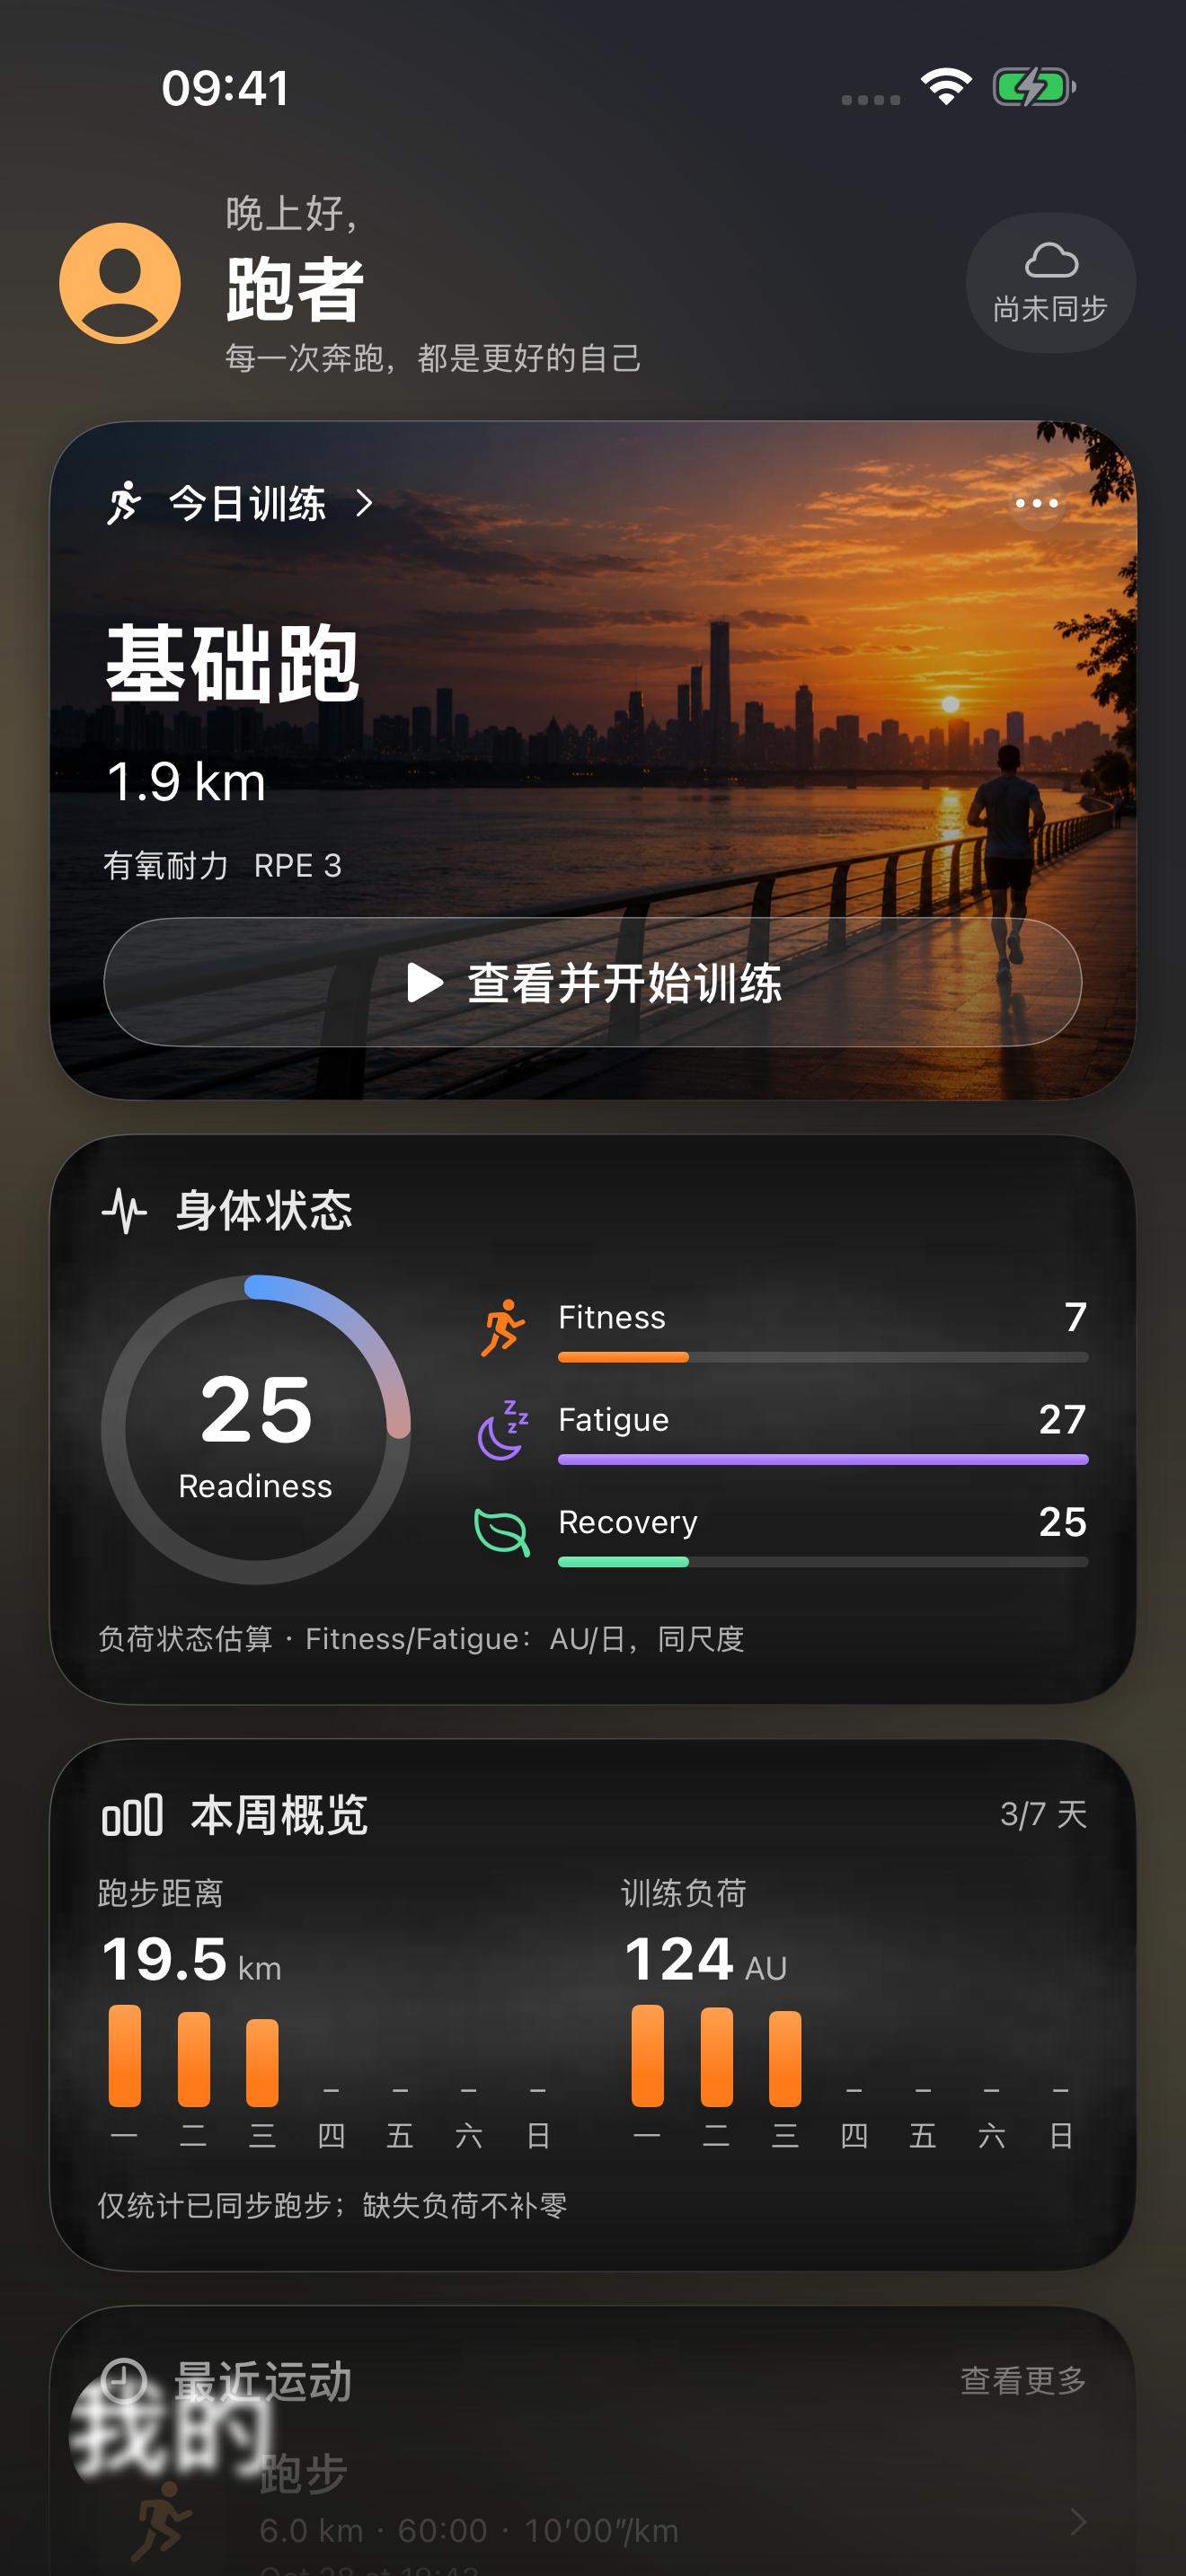 09:41
晚上好，
跑者
每一次奔跑，都是更好的自己
尚未同步
今日训练
基础跑
1.9 km
有氧耐力 RPE 3
查看并开始训练
身体状态
25
Readiness
Fitness 7
Fatigue 27
Recovery 25
负荷状态估算 · Fitness/Fatigue：AU/日，同尺度
本周概览 3/7 天
跑步距离 训练负荷
19.5 km 124 AU
一 二 三 四 五 六 日 一 二 三 四 五 六 日
仅统计已同步跑步；缺失负荷不补零
最近运动 查看更多
我的
跑步
6.0 km · 60:00 · 10’00”/km